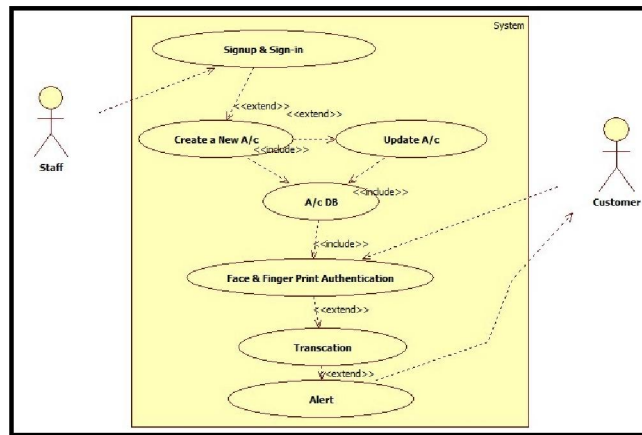 System
Signup & Sign-in
<<extend>>
<<extend>>
Create a New A/c
Update A/c
<<include>>
Staff
Customer
<<include>>
A/c DB
<<include>>
Face & Finger Print Authentication
<<extend>>
Transcation
<<extend>>
Alert